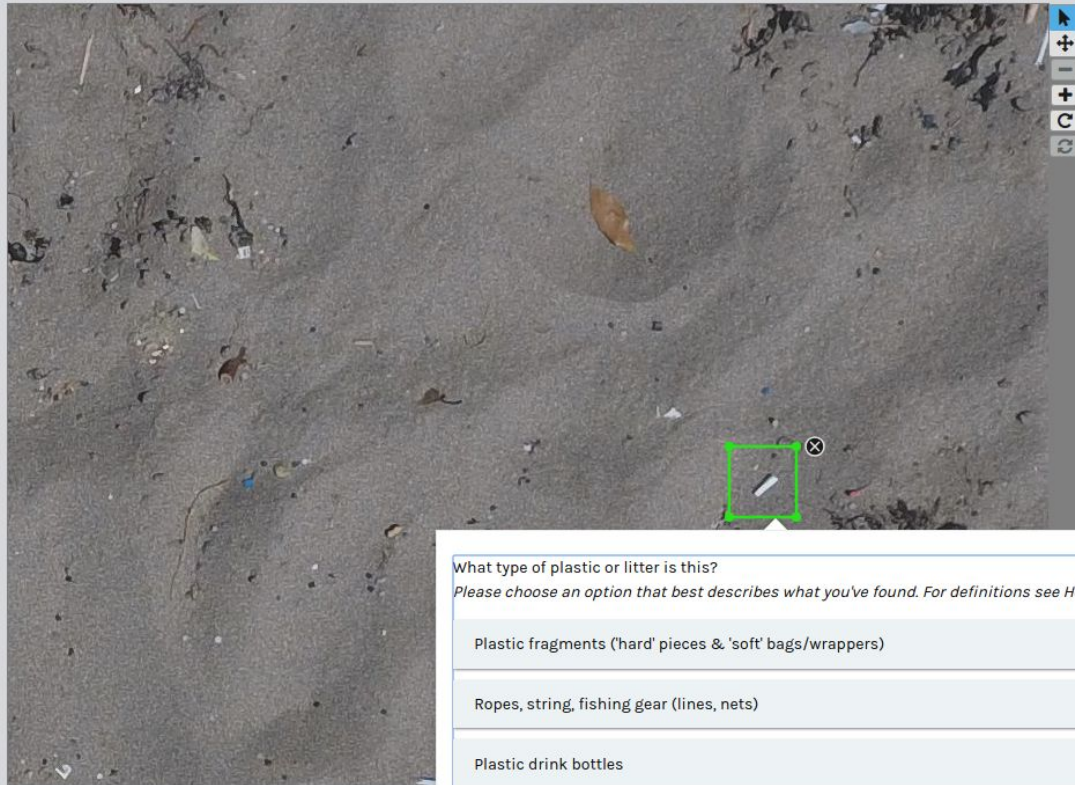 What type of plastic or litter is this?
Please choose an option that best describes what you've found. For definitions see H
Plastic fragments ('hard' pieces & 'soft' bags/wrappers)
Ropes, string, fishing gear (lines, nets)
Plastic drink bottles